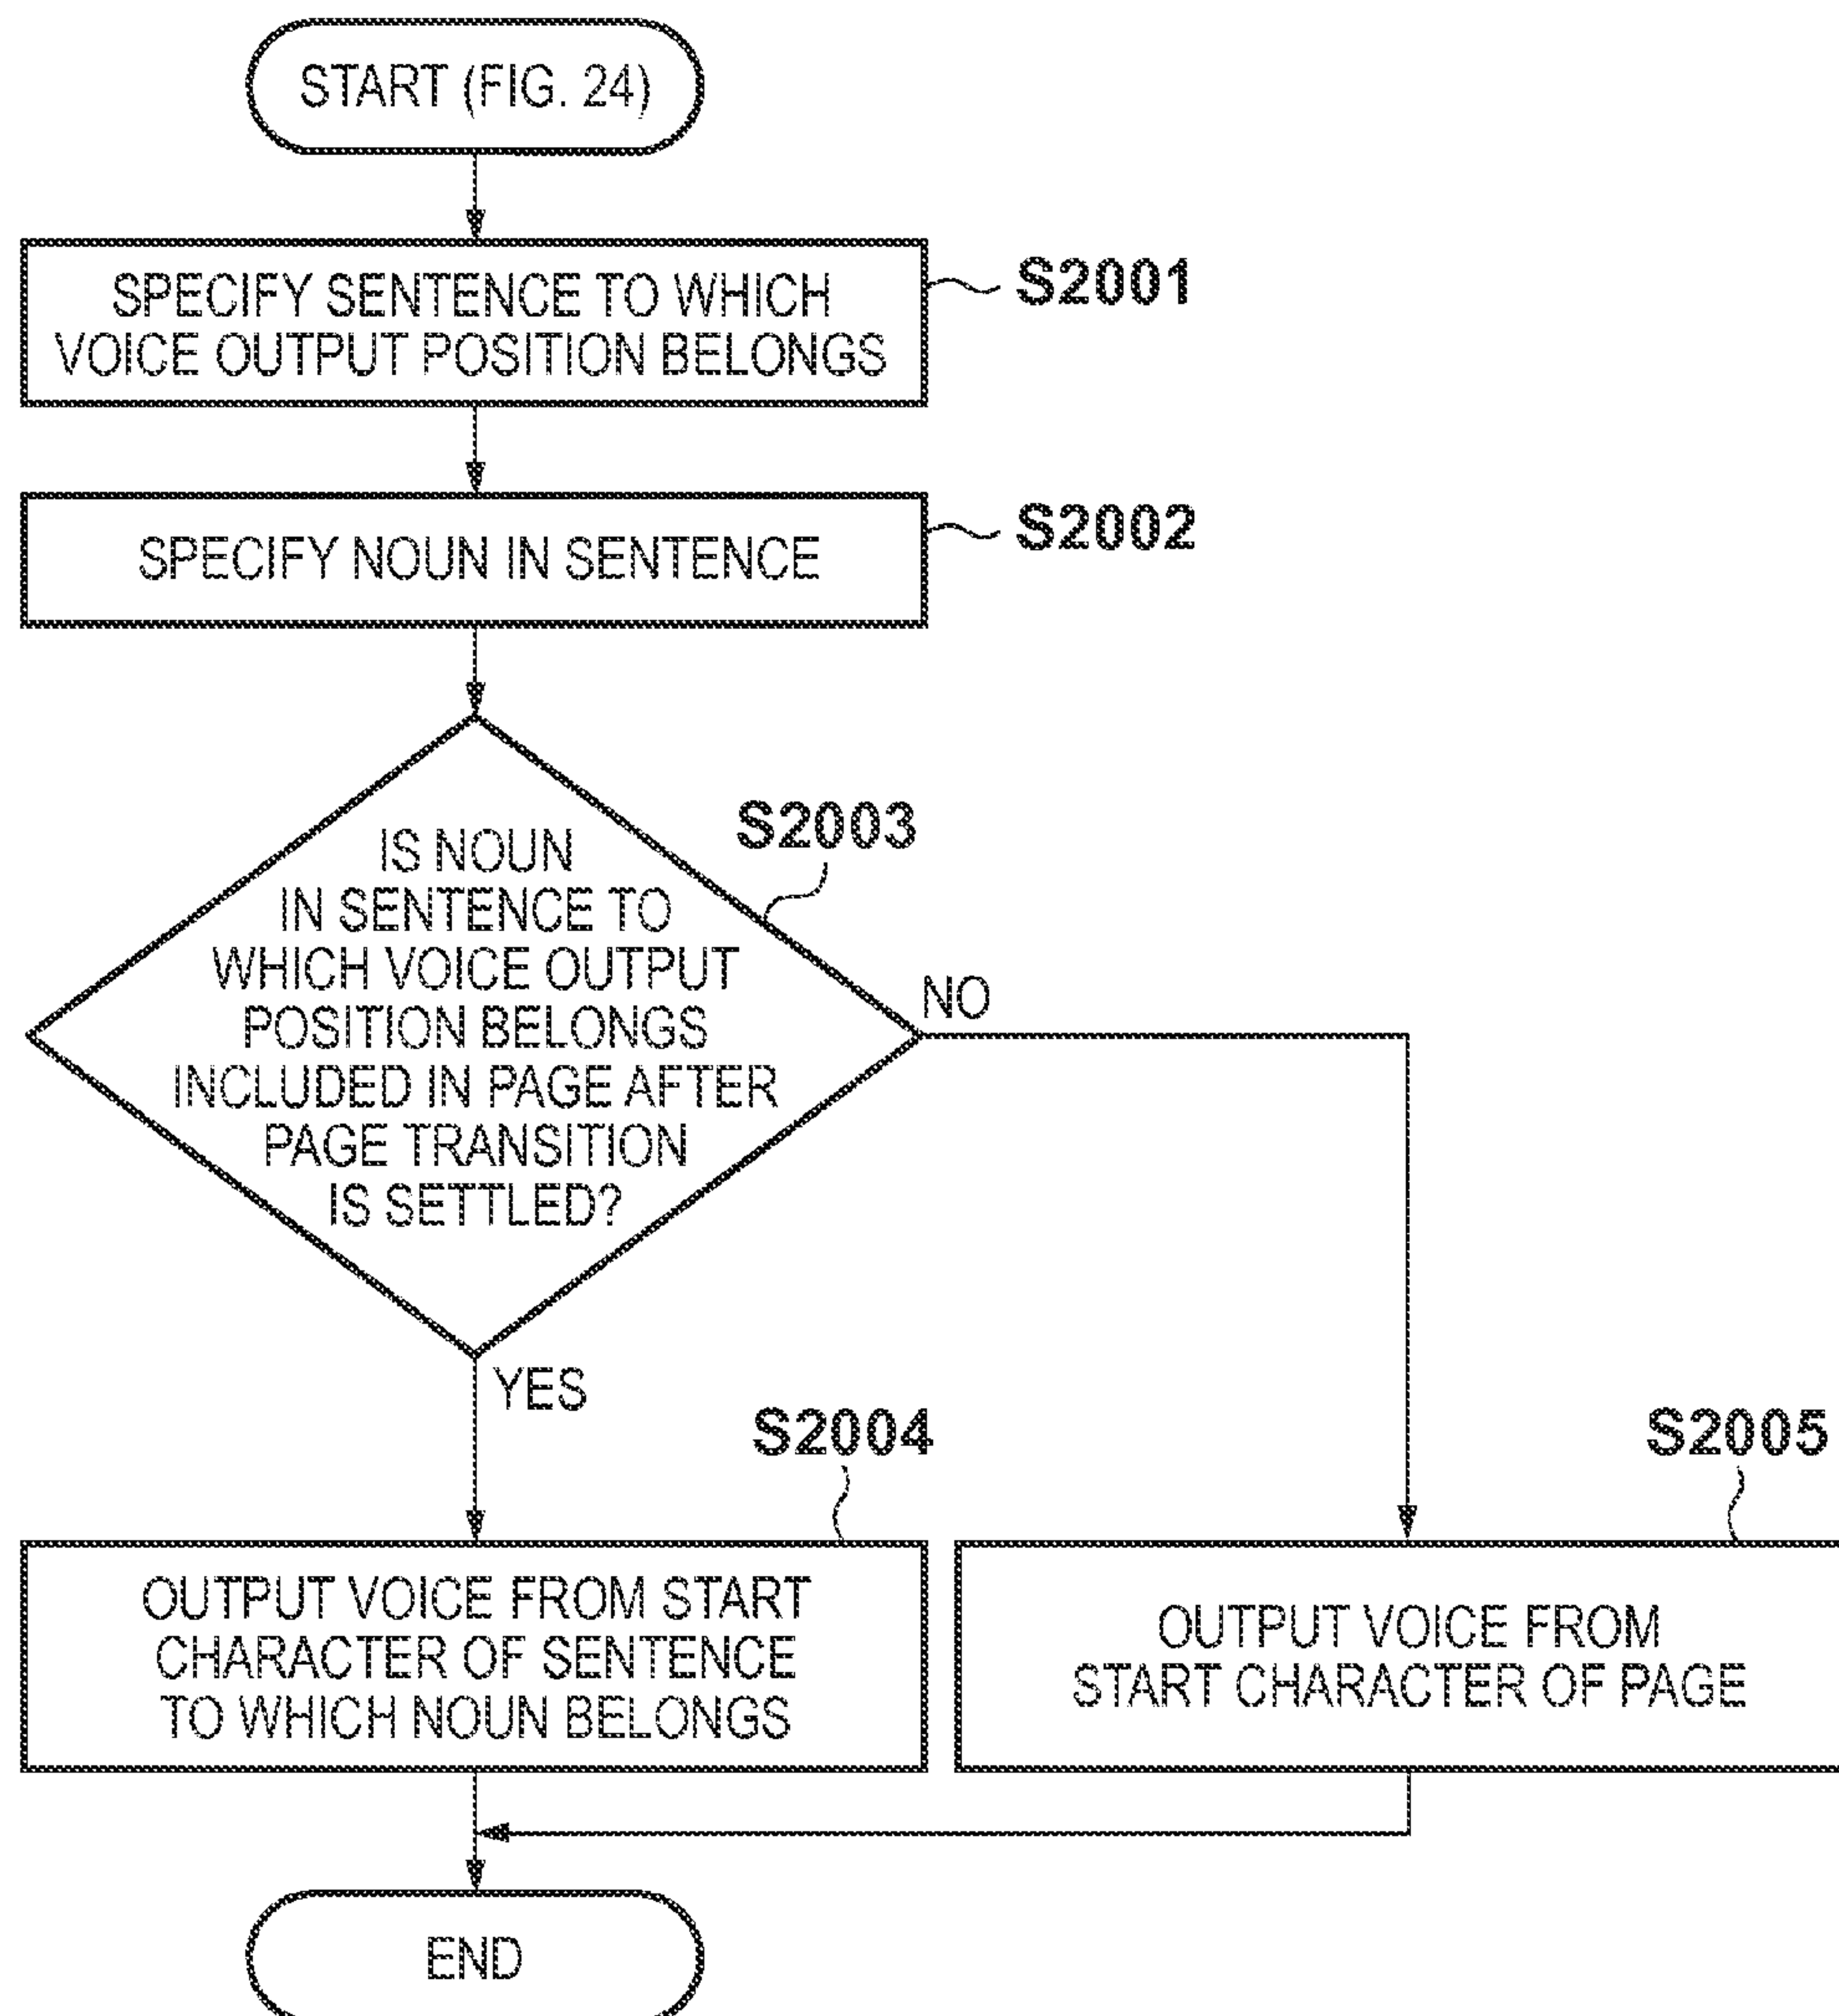 START (FIG. 24)
SPECIFY SENTENCE TO WHICH
VOICE OUTPUT POSITION BELONGS
S2001
SPECIFY NOUN IN SENTENCE
S2002
IS NOUN
IN SENTENCE TO
WHICH VOICE OUTPUT
POSITION BELONGS
INCLUDED IN PAGE AFTER
PAGE TRANSITION
IS SETTLED?
S2003
NO
YES
S2004
OUTPUT VOICE FROM START
CHARACTER OF SENTENCE
TO WHICH NOUN BELONGS
S2005
OUTPUT VOICE FROM
START CHARACTER OF PAGE
END